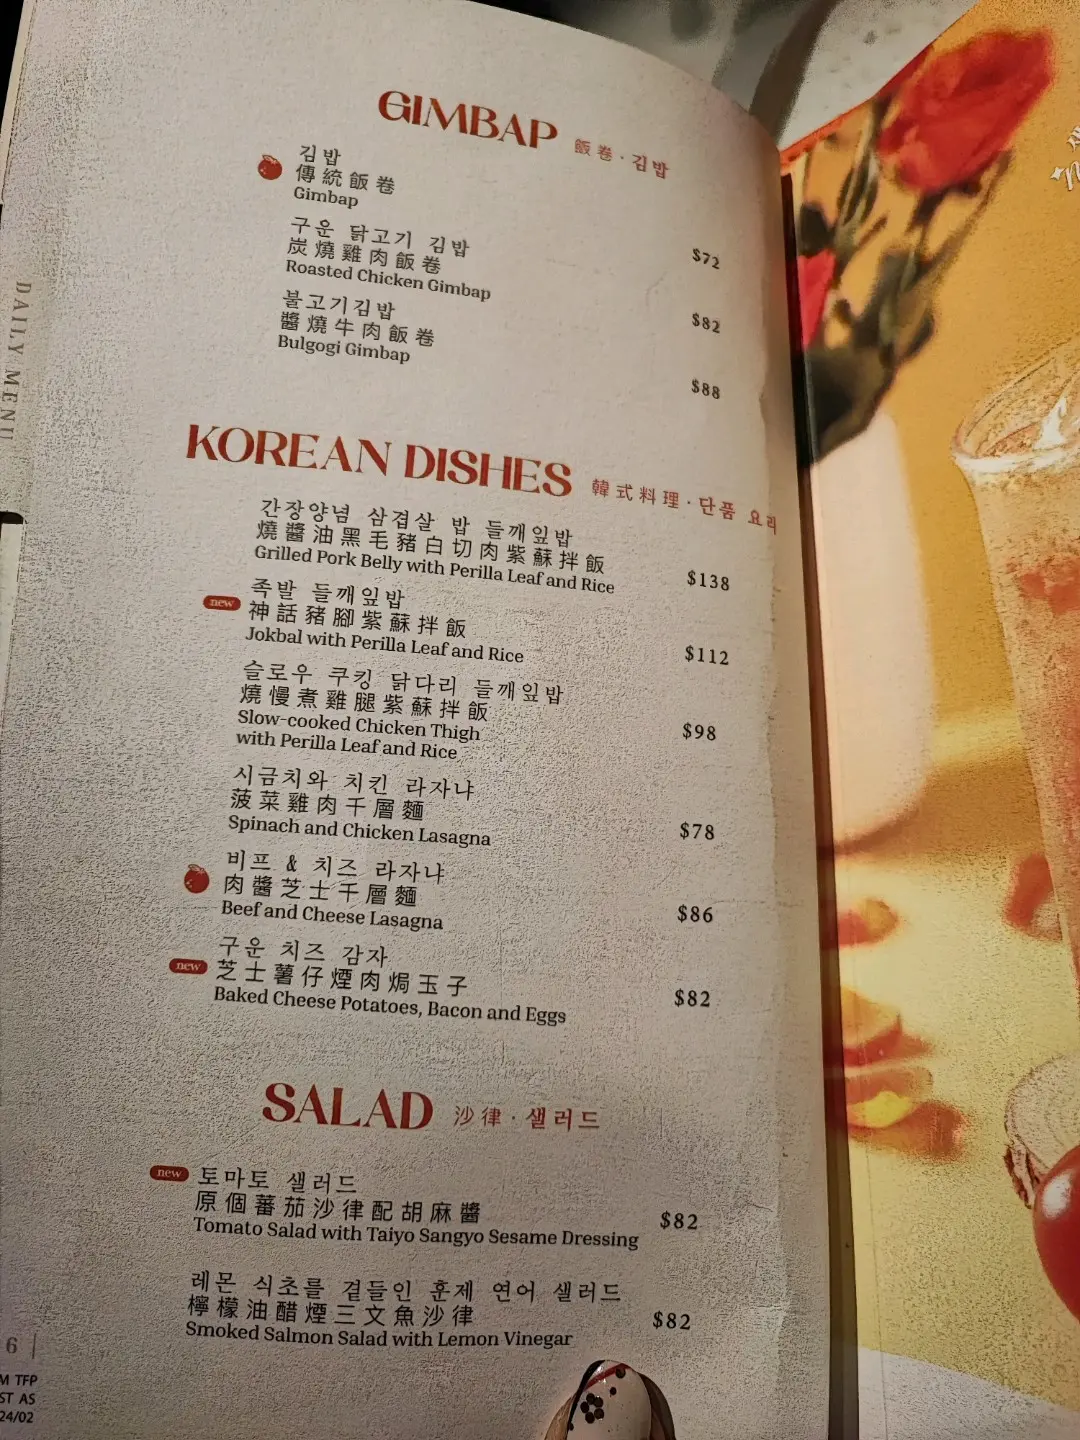 GIMBAP 飯卷·김밥
김밥
傳統飯卷
Gimbap
$72
구운 닭고기 김밥
炭燒雞肉飯卷
Roasted Chicken Gimbap
$82
불고기김밥
醬燒牛肉飯卷
Bulgogi Gimbap
$88
DAILY MENU
KOREAN DISHES 韓式料理·단품 요리
간장양념 삼겹살 밥 들깨잎밥
燒醬油黑毛豬白切肉紫蘇拌飯
Grilled Pork Belly with Perilla Leaf and Rice
$138
new
족발 들깨잎밥
神話豬腳紫蘇拌飯
Jokbal with Perilla Leaf and Rice
$112
슬로우 쿠킹 닭다리 들깨잎밥
燒慢煮雞腿紫蘇拌飯
Slow-cooked Chicken Thigh
with Perilla Leaf and Rice
$98
시금치와 치킨 라자냐
菠菜雞肉千層麵
Spinach and Chicken Lasagna
$78
비프 & 치즈 라자냐
肉醬芝士千層麵
Beef and Cheese Lasagna
$86
new
구운 치즈 감자
芝士薯仔煙肉焗玉子
Baked Cheese Potatoes, Bacon and Eggs
$82
SALAD 沙律·샐러드
new
토마토 샐러드
原個蕃茄沙律配胡麻醬
Tomato Salad with Taiyo Sangyo Sesame Dressing
$82
레몬 식초를 곁들인 훈제 연어 샐러드
檸檬油醋煙三文魚沙律
Smoked Salmon Salad with Lemon Vinegar
$82
6
M TFP
ST AS
24/02